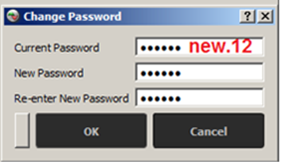 Change Password
Current Password •••••• new.12
New Password ••••••
Re-enter New Password ••••••
OK Cancel